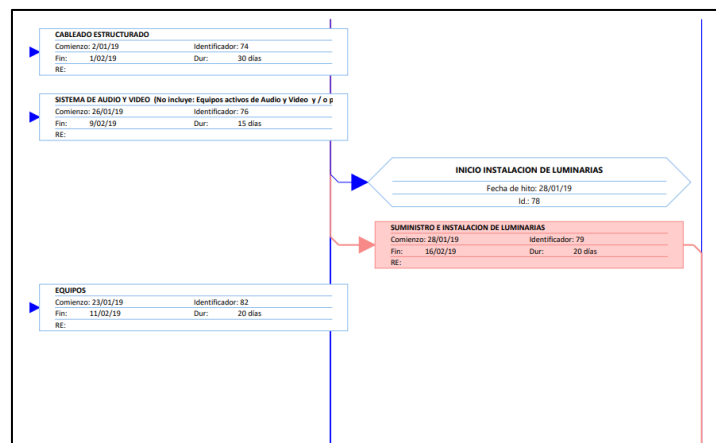 CABLEADO ESTRUCTURADO
Comienzo: 2/01/19 Identificador: 74
Fin: 1/02/19 Dur: 30 días
RE:
SISTEMA DE AUDIO Y VIDEO (No incluye: Equipos activos de Audio y Video y / o p
Comienzo: 26/01/19 Identificador: 76
Fin: 9/02/19 Dur: 15 días
RE:
INICIO INSTALACION DE LUMINARIAS
Fecha de hito: 28/01/19
Id.: 78
SUMINISTRO E INSTALACION DE LUMINARIAS
Comienzo: 28/01/19 Identificador: 79
Fin: 16/02/19 Dur: 20 días
RE:
EQUIPOS
Comienzo: 23/01/19 Identificador: 82
Fin: 11/02/19 Dur: 20 días
RE: